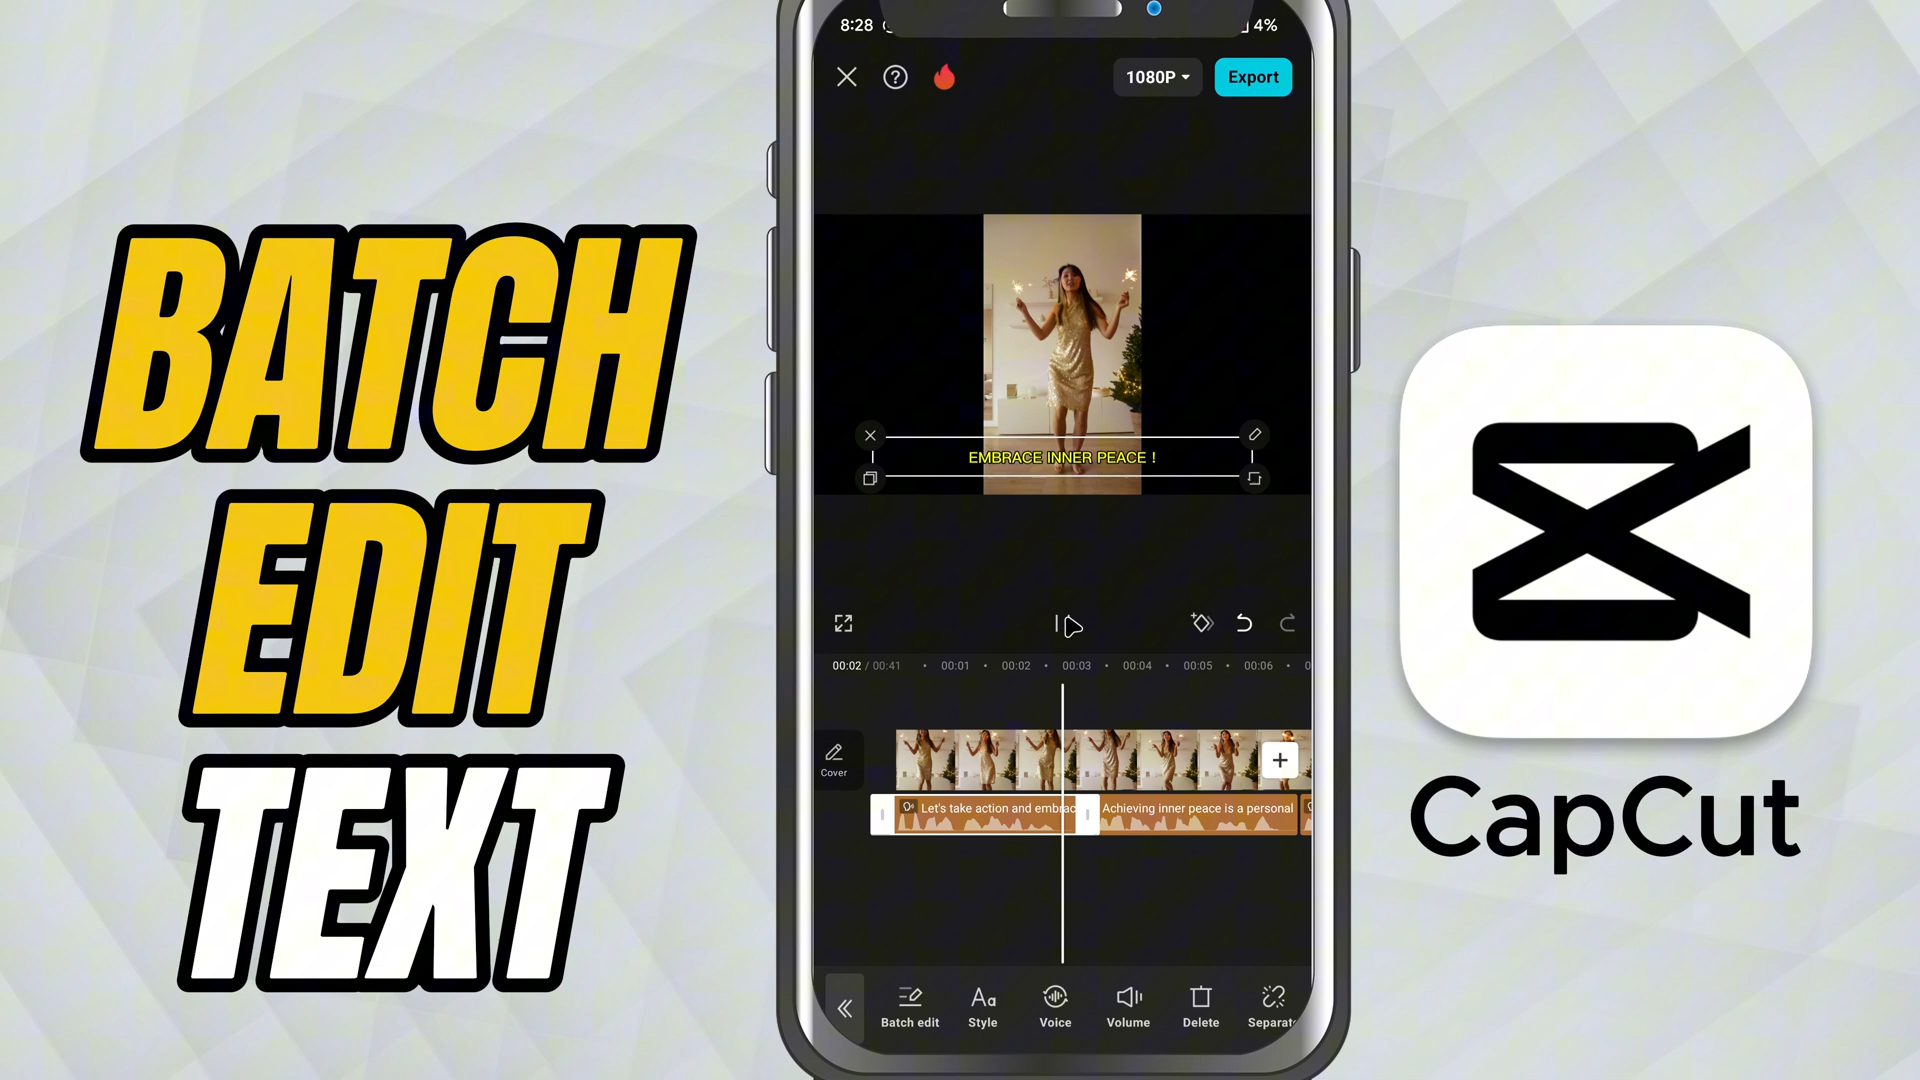 BATCH
EDIT
TEXT
8:28
4%
1080P
Export
EMBRACE INNER PEACE !
00:02 / 00:41
00:01
00:02
00:03
00:04
00:05
00:06
0
Cover
Let's take action and embrac
Achieving inner peace is a personal
Batch edit
Style
Voice
Volume
Delete
Separat
CapCut